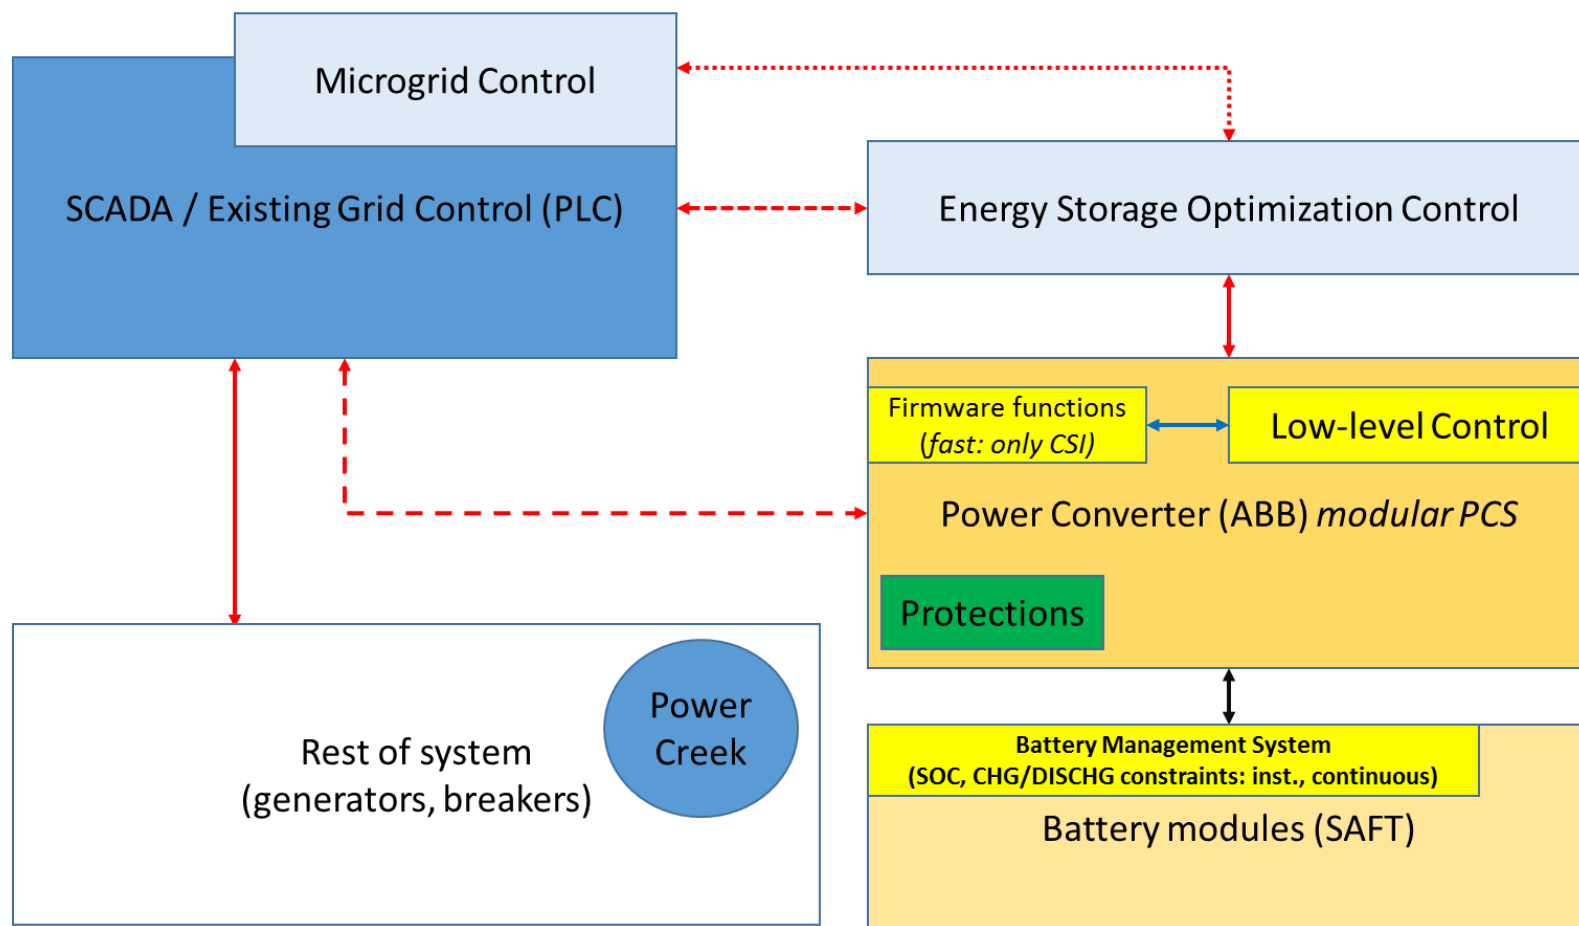 Microgrid Control
SCADA / Existing Grid Control (PLC)
Energy Storage Optimization Control
Firmware functions
(fast: only CSI)
Low-level Control
Power Converter (ABB) modular PCS
Protections
Power
Creek
Rest of system
(generators, breakers)
Battery Management System
(SOC, CHG/DISCHG constraints: inst., continuous)
Battery modules (SAFT)